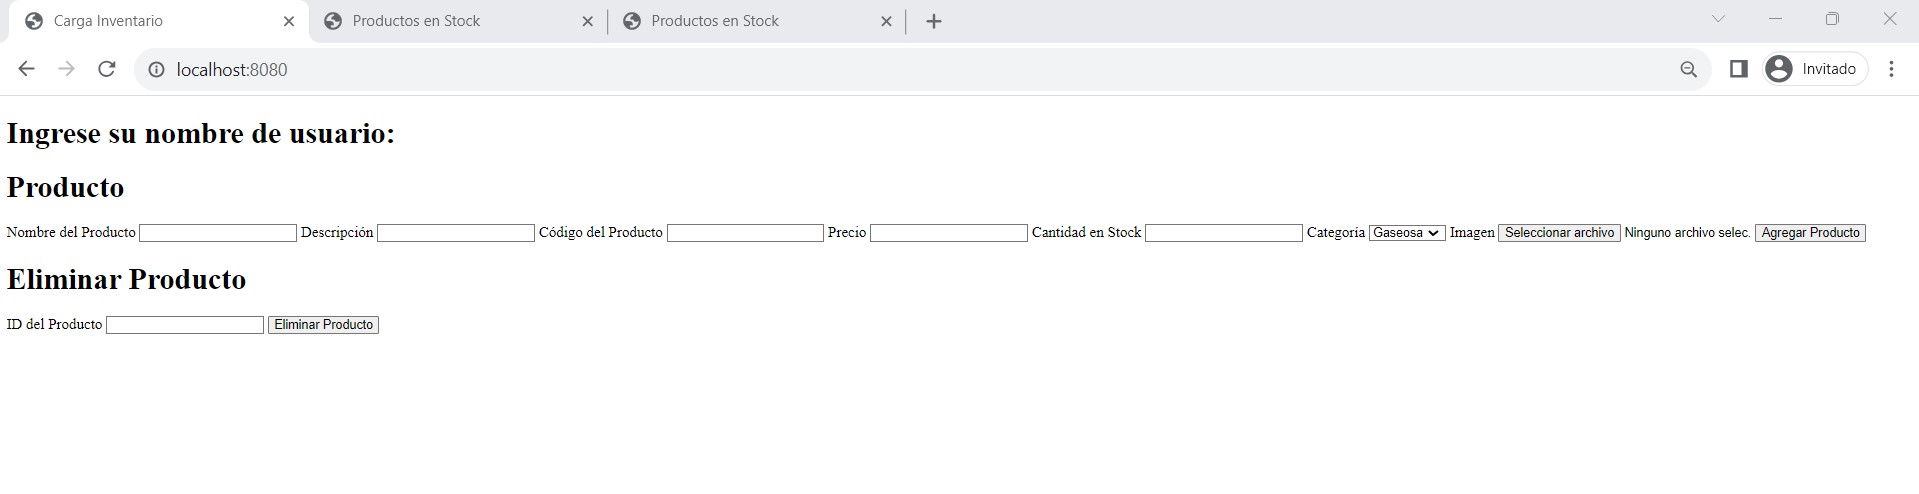 Carga Inventario Productos en Stock Productos en Stock
localhost:8080 Invitado
Ingrese su nombre de usuario:
Producto
Nombre del Producto Descripción Código del Producto Precio Cantidad en Stock Categoría Gaseosa Imagen Seleccionar archivo Ninguno archivo selec. Agregar Producto
Eliminar Producto
ID del Producto Eliminar Producto